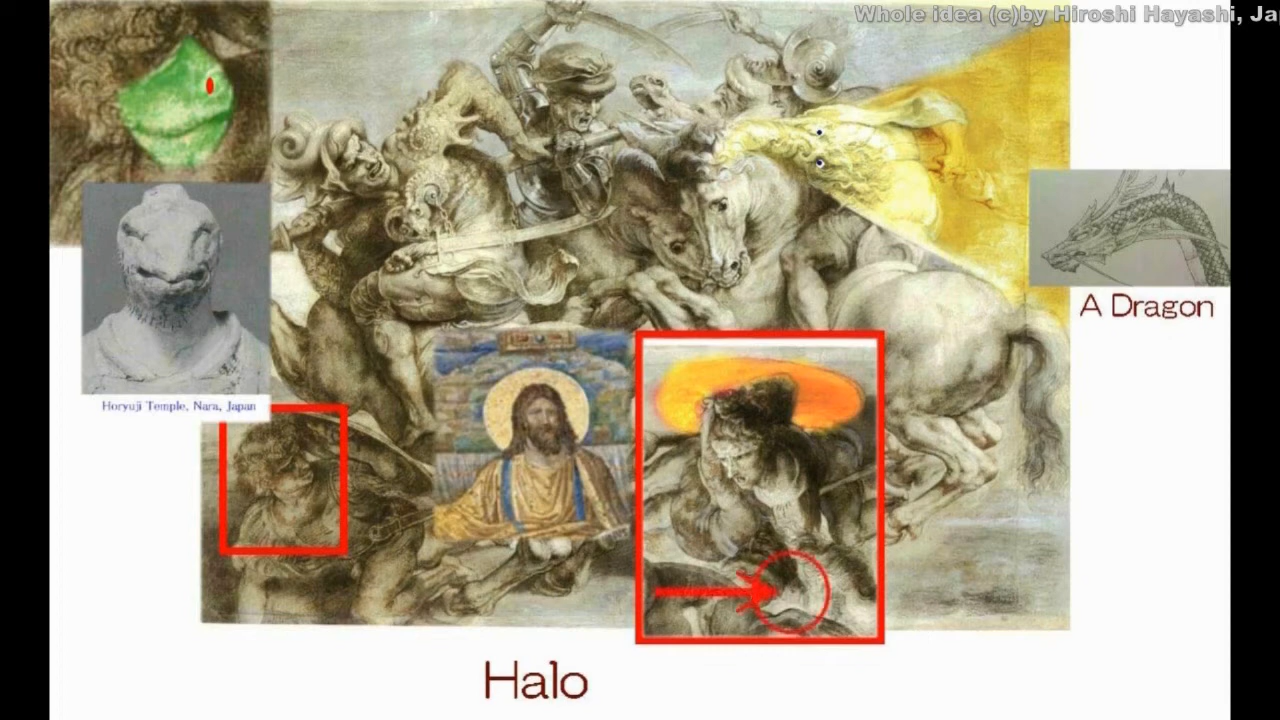 Whole idea (c)by Hiroshi Hayashi, Ja
A Dragon
Horyuji Temple, Nara, Japan
Halo